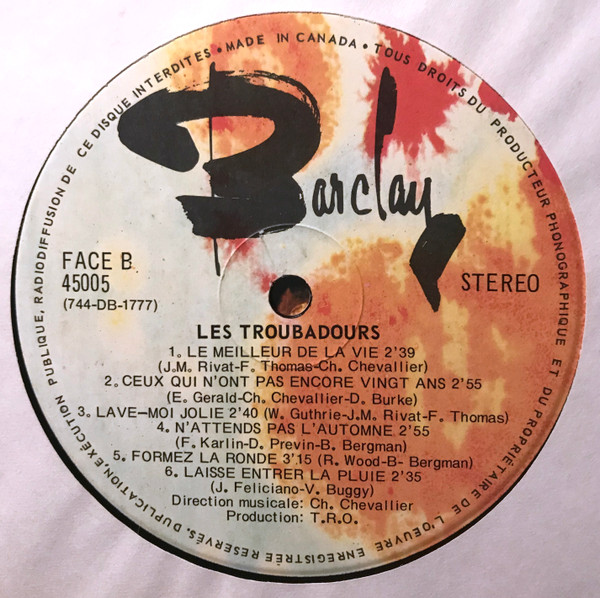 Barclay
FACE B
45005
(744-DB-1777)
STEREO
LES TROUBADOURS
1. LE MEILLEUR DE LA VIE 2'39
(J.M. Rivat-F. Thomas-Ch. Chevallier)
2. CEUX QUI N'ONT PAS ENCORE VINGT ANS 2'55
(E. Gerald-Ch. Chevallier-D. Burke)
3. LAVE-MOI JOLIE 2'40 (W. Guthrie-J.M. Rivat-F. Thomas)
4. N'ATTENDS PAS L'AUTOMNE 2'55
(F. Karlin-D. Previn-B. Bergman)
5. FORMEZ LA RONDE 3'15 (R. Wood-B- Bergman)
6. LAISSE ENTRER LA PLUIE 2'35
(J. Feliciano-V. Buggy)
Direction musicale: Ch. Chevallier
Production: T.R.O.
MADE IN CANADA • TOUS DROITS DU PRODUCTEUR PHONOGRAPHIQUE ET DU PROPRIÉTAIRE DE L'OEUVRE ENREGISTRÉE RESERVÉS. DUPLICATION, EXÉCUTION PUBLIQUE, RADIODIFFUSION DE CE DISQUE INTERDITES •